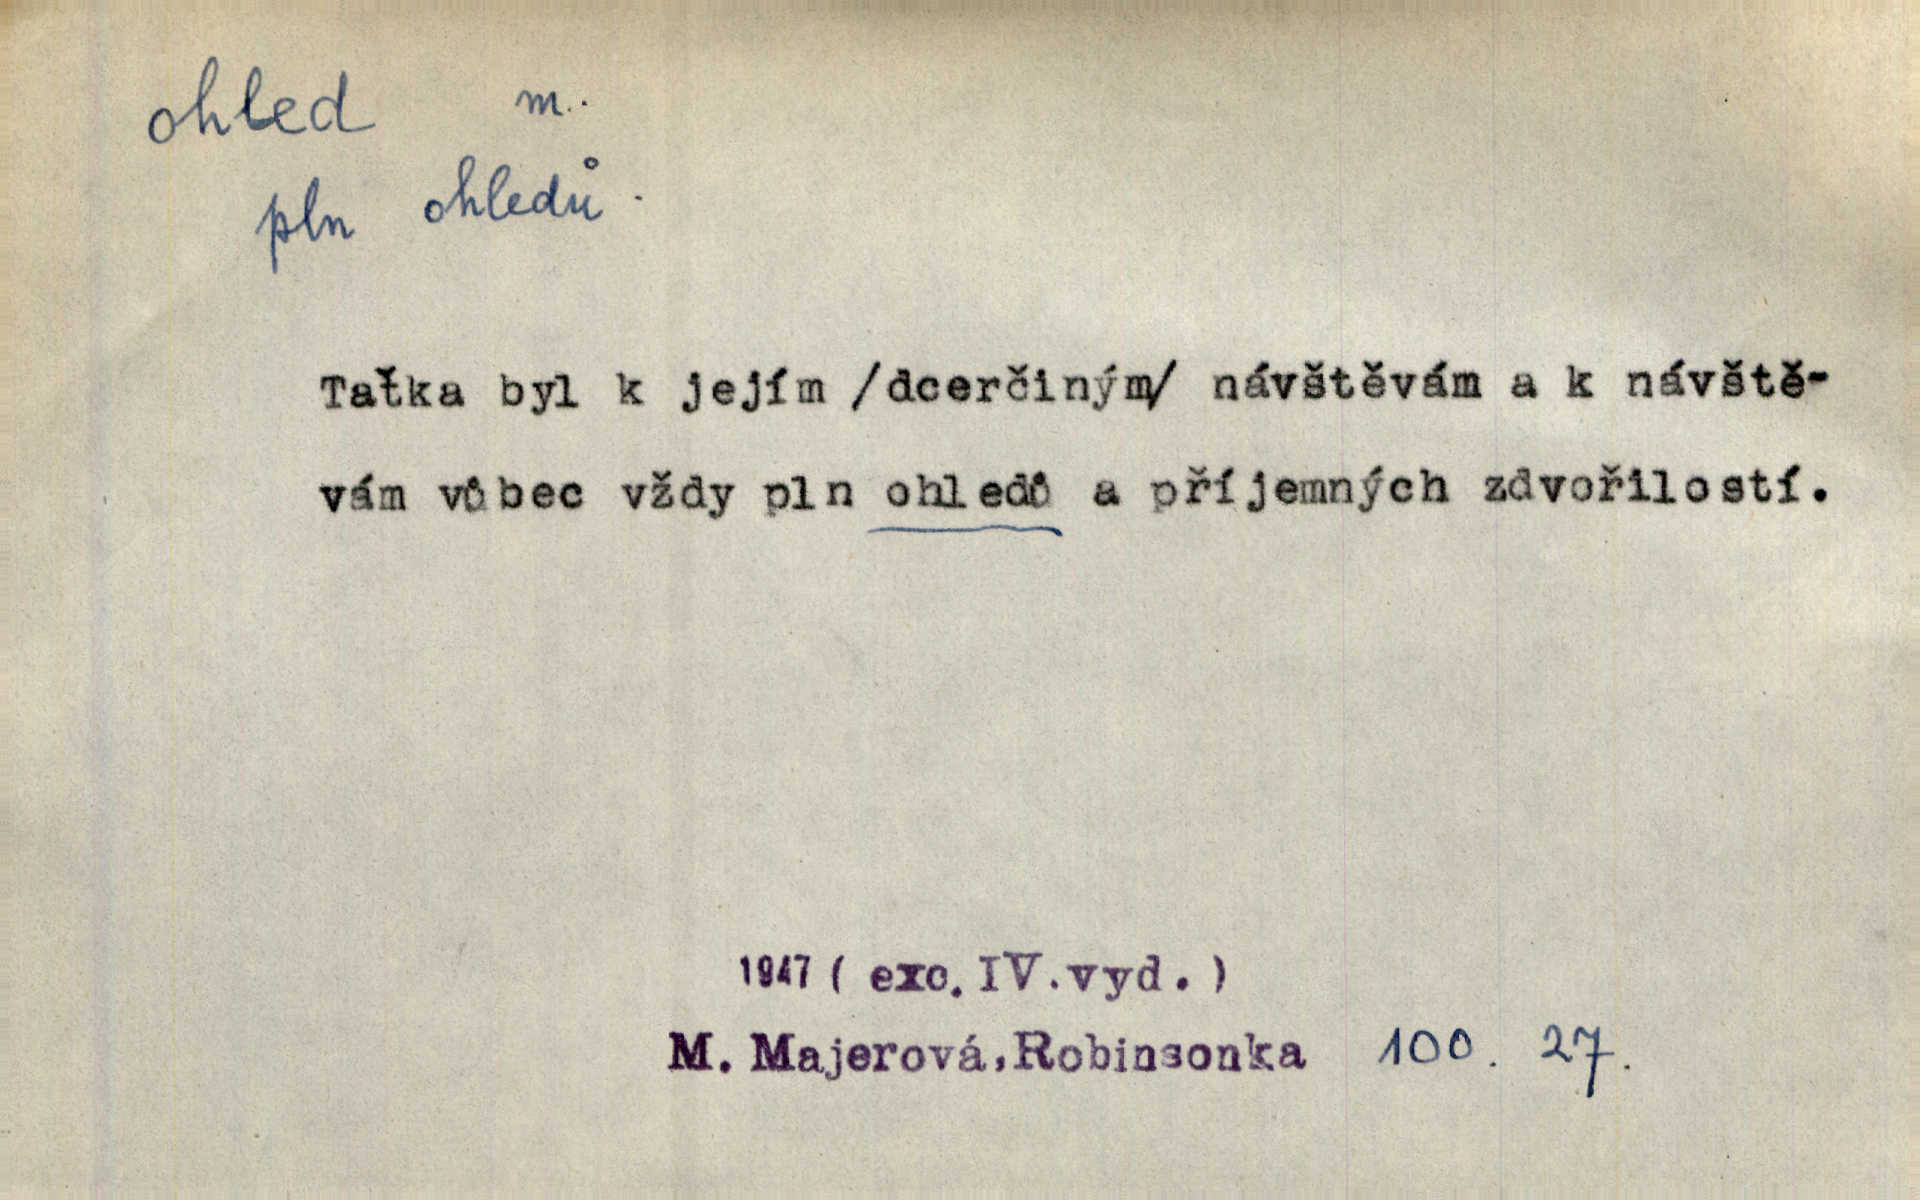 ohled m.
pln ohledů.
Taťka byl k jejím /dcerčiným/ návštěvám a k návště-
vám vůbec vždy pln ohledů a příjemných zdvořilostí.
1947 ( exc. IV. vyd. )
M. Majerová, Robinsonka 100. 27.